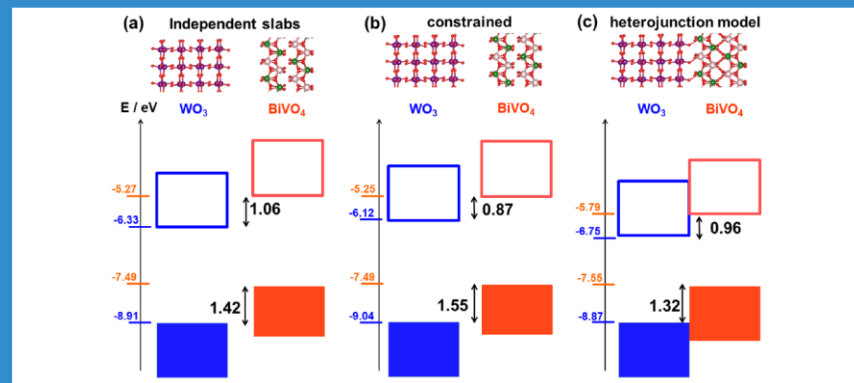 (a) Independent slabs
E / eV
WO3
BiVO4
-5.27
-6.33
1.06
-7.49
1.42
-8.91
(b) constrained
WO3
BiVO4
-5.25
-6.12
0.87
-7.49
1.55
-9.04
(c) heterojunction model
WO3
BiVO4
-5.79
-6.75
0.96
-7.55
1.32
-8.87